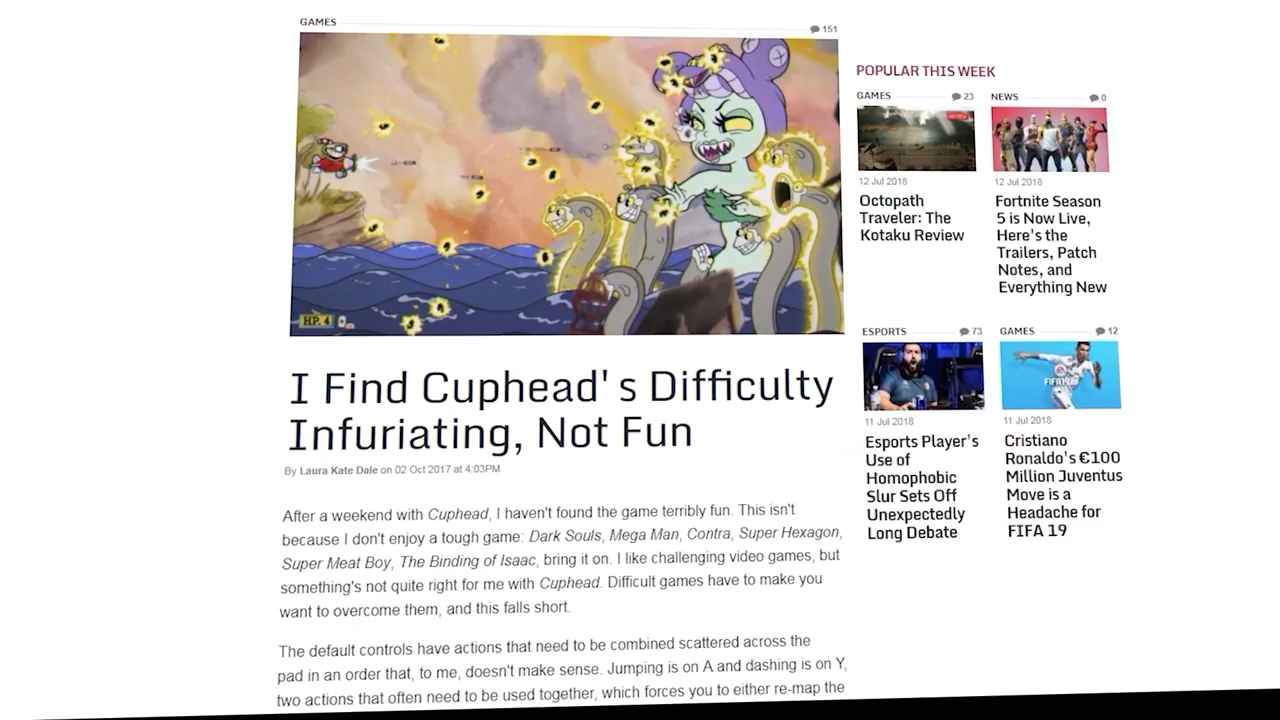 GAMES
151
HP. 4
I Find Cuphead's Difficulty
Infuriating, Not Fun
By Laura Kate Dale on 02 Oct 2017 at 4:03PM
After a weekend with Cuphead, I haven't found the game terribly fun. This isn't
because I don't enjoy a tough game: Dark Souls, Mega Man, Contra, Super Hexagon,
Super Meat Boy, The Binding of Isaac, bring it on. I like challenging video games, but
something's not quite right for me with Cuphead. Difficult games have to make you
want to overcome them, and this falls short.
The default controls have actions that need to be combined scattered across the
pad in an order that, to me, doesn't make sense. Jumping is on A and dashing is on Y,
two actions that often need to be used together, which forces you to either re-map the
POPULAR THIS WEEK
GAMES
23
REVIEW
12 Jul 2018
Octopath
Traveler: The
Kotaku Review
NEWS
0
12 Jul 2018
Fortnite Season
5 is Now Live,
Here's the
Trailers, Patch
Notes, and
Everything New
ESPORTS
73
11 Jul 2018
Esports Player's
Use of
Homophobic
Slur Sets Off
Unexpectedly
Long Debate
GAMES
12
FIFA 19
11 Jul 2018
Cristiano
Ronaldo's €100
Million Juventus
Move is a
Headache for
FIFA 19